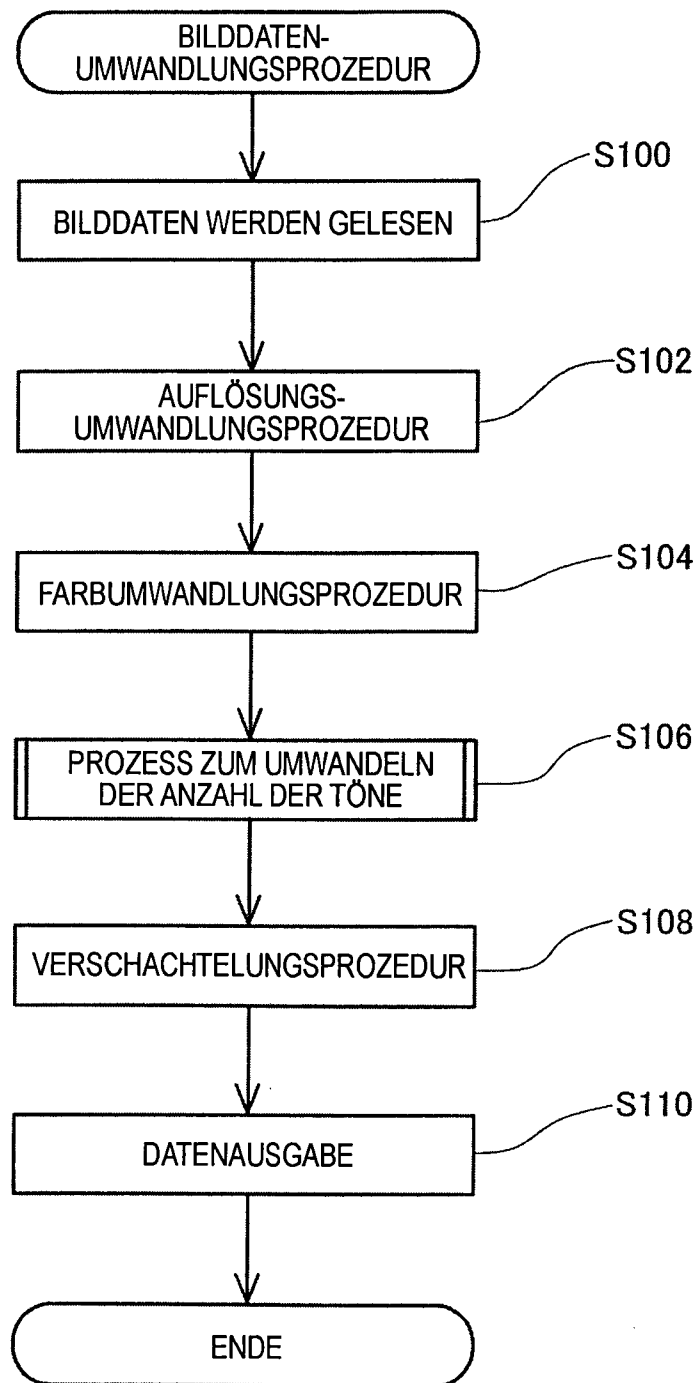 BILDDATEN-
UMWANDLUNGSPROZEDUR
S100
BILDDATEN WERDEN GELESEN
S102
AUFLÖSUNGS-
UMWANDLUNGSPROZEDUR
S104
FARBUMWANDLUNGSPROZEDUR
S106
PROZESS ZUM UMWANDELN
DER ANZAHL DER TÖNE
S108
VERSCHACHTELUNGSPROZEDUR
S110
DATENAUSGABE
ENDE